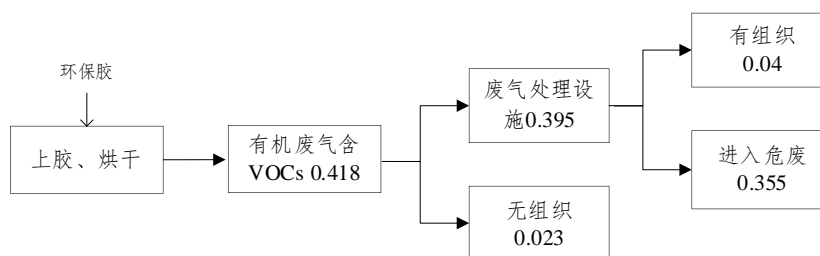 环保胶
上胶、烘干
有机废气含
VOCs 0.418
废气处理设
施0.395
无组织
0.023
有组织
0.04
进入危废
0.355